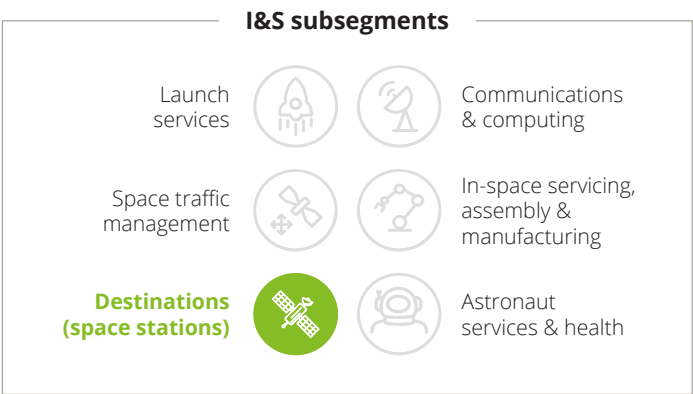 I&S subsegments
Launch
services
Communications
& computing
Space traffic
management
In-space servicing,
assembly &
manufacturing
Destinations
(space stations)
Astronaut
services & health